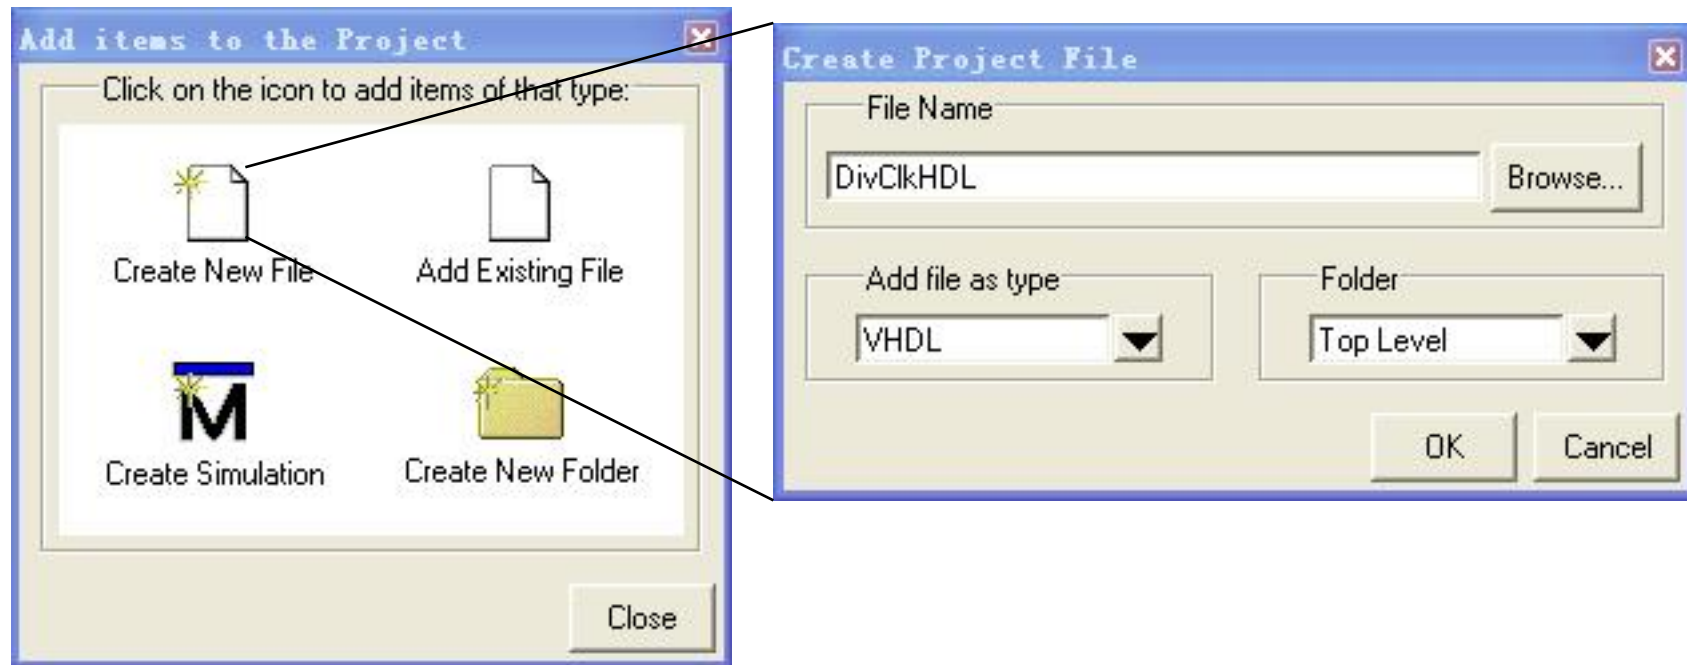 Add items to the Project
Click on the icon to add items of that type:
Create New File
Add Existing File
Create Simulation
Create New Folder
Close
Create Project File
File Name
DivClkHDL
Browse...
Add file as type
Folder
VHDL
Top Level
OK
Cancel